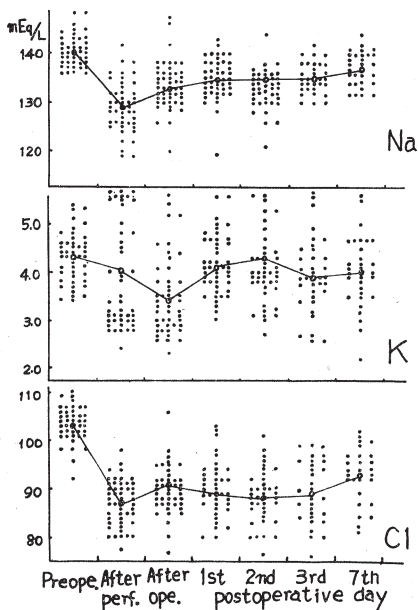 mEq/L
140
130
120
Na
5.0
4.0
3.0
2.0
K
110
100
90
80
Cl
Preope. After After 1st 2nd 3rd 7th
perf. ope. postoperative day